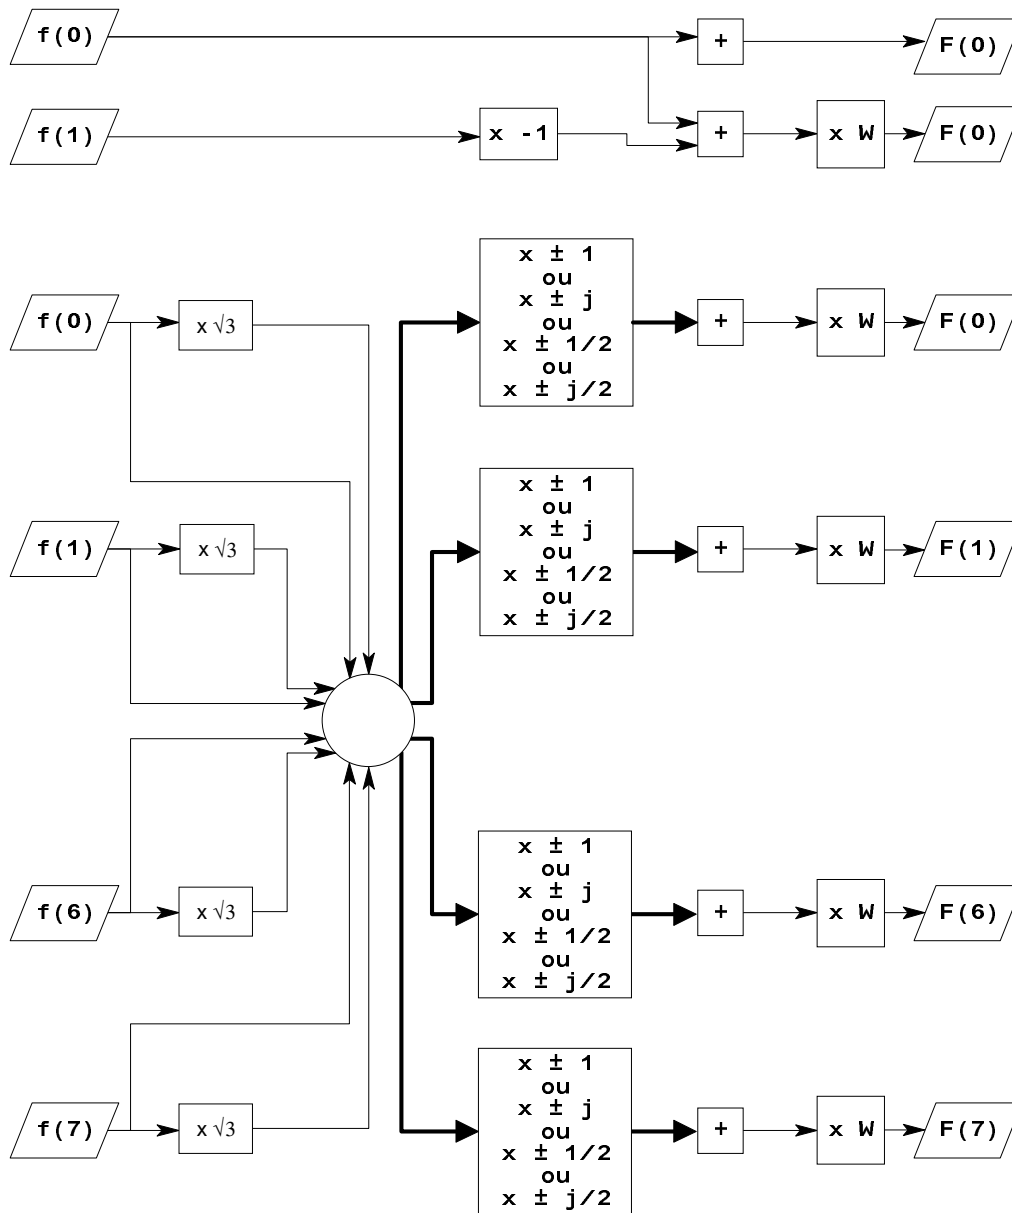 f(0)
+
F(0)
f(1)
x -1
+
x W
F(0)
x ± 1
ou
x ± j
ou
x ± 1/2
ou
x ± j/2
f(0)
x √3
+
x W
F(0)
x ± 1
ou
x ± j
ou
x ± 1/2
ou
x ± j/2
f(1)
x √3
+
x W
F(1)
x ± 1
ou
x ± j
ou
x ± 1/2
ou
x ± j/2
f(6)
x √3
+
x W
F(6)
x ± 1
ou
x ± j
ou
x ± 1/2
ou
x ± j/2
f(7)
x √3
+
x W
F(7)